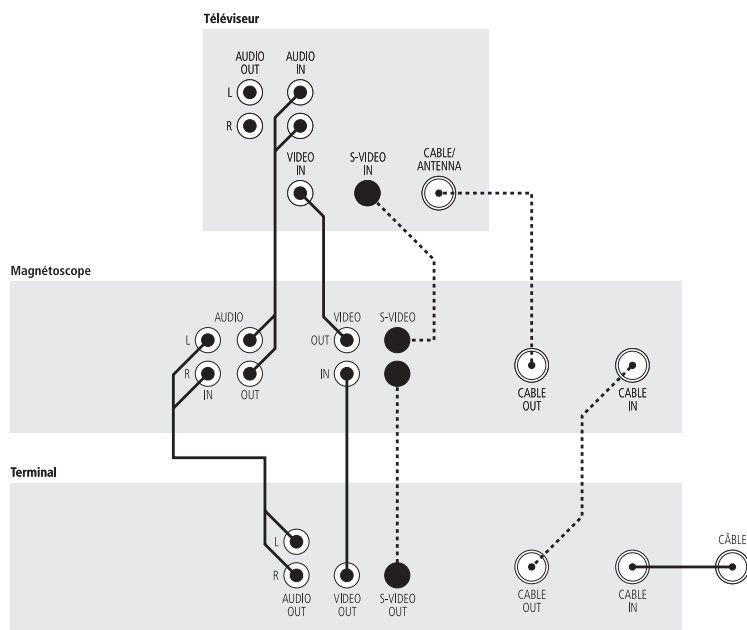 Téléviseur
AUDIO
OUT
AUDIO
IN
L
R
VIDEO
IN
S-VIDEO
IN
CABLE/
ANTENNA
Magnétoscope
AUDIO
VIDEO
S-VIDEO
L
OUT
R
IN
IN
OUT
CABLE
OUT
CABLE
IN
Terminal
CÂBLE
L
R
AUDIO
OUT
VIDEO
OUT
S-VIDEO
OUT
CABLE
OUT
CABLE
IN